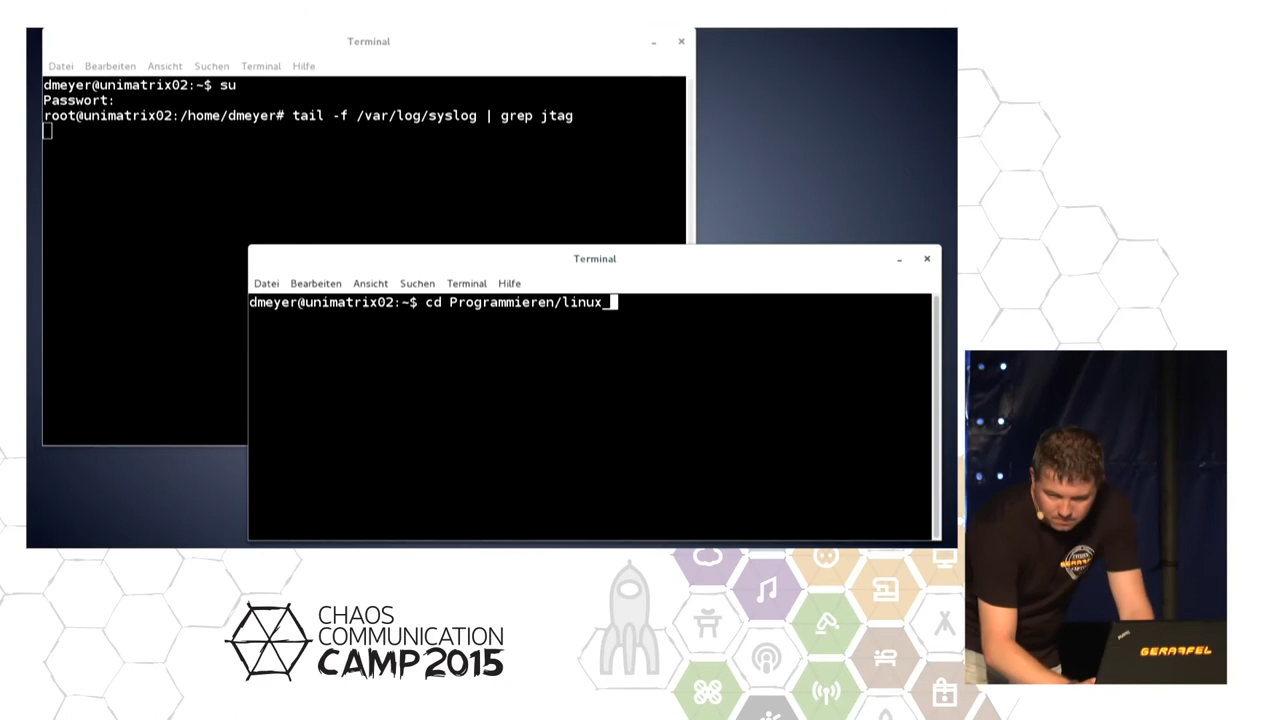 Terminal
Datei Bearbeiten Ansicht Suchen Terminal Hilfe
dmeyer@unimatrix02:~$ su
Passwort:
root@unimatrix02:/home/dmeyer# tail -f /var/log/syslog | grep jtag
Terminal
Datei Bearbeiten Ansicht Suchen Terminal Hilfe
dmeyer@unimatrix02:~$ cd Programmieren/linux_
CHAOS
COMMUNICATION
CAMP 2015
GERAFFEL